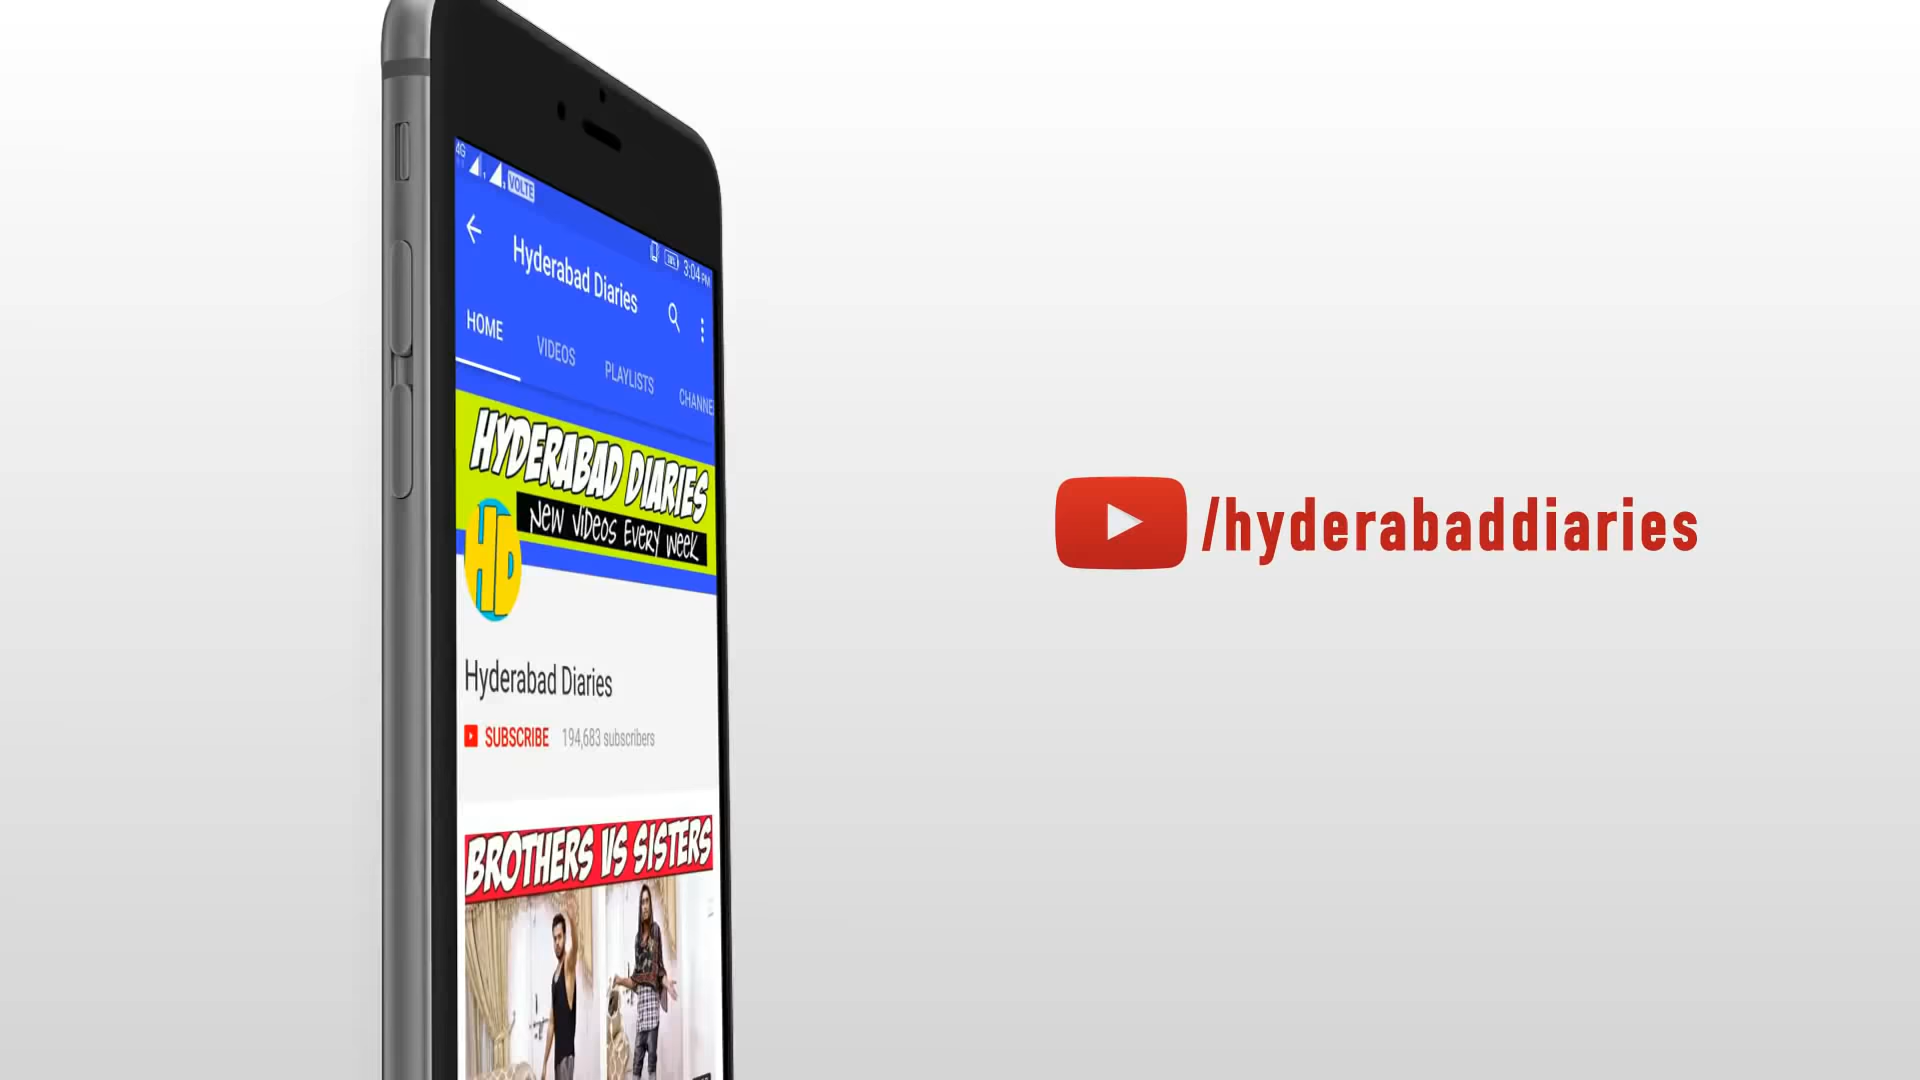 4G
VOLTE
3:04 PM
Hyderabad Diaries
HOME VIDEOS PLAYLISTS CHANNE
HYDERABAD DIARIES
NEW VIDEOS EVERY WEEK
HD
Hyderabad Diaries
SUBSCRIBE 194,683 subscribers
BROTHERS VS SISTERS
/hyderabaddiaries